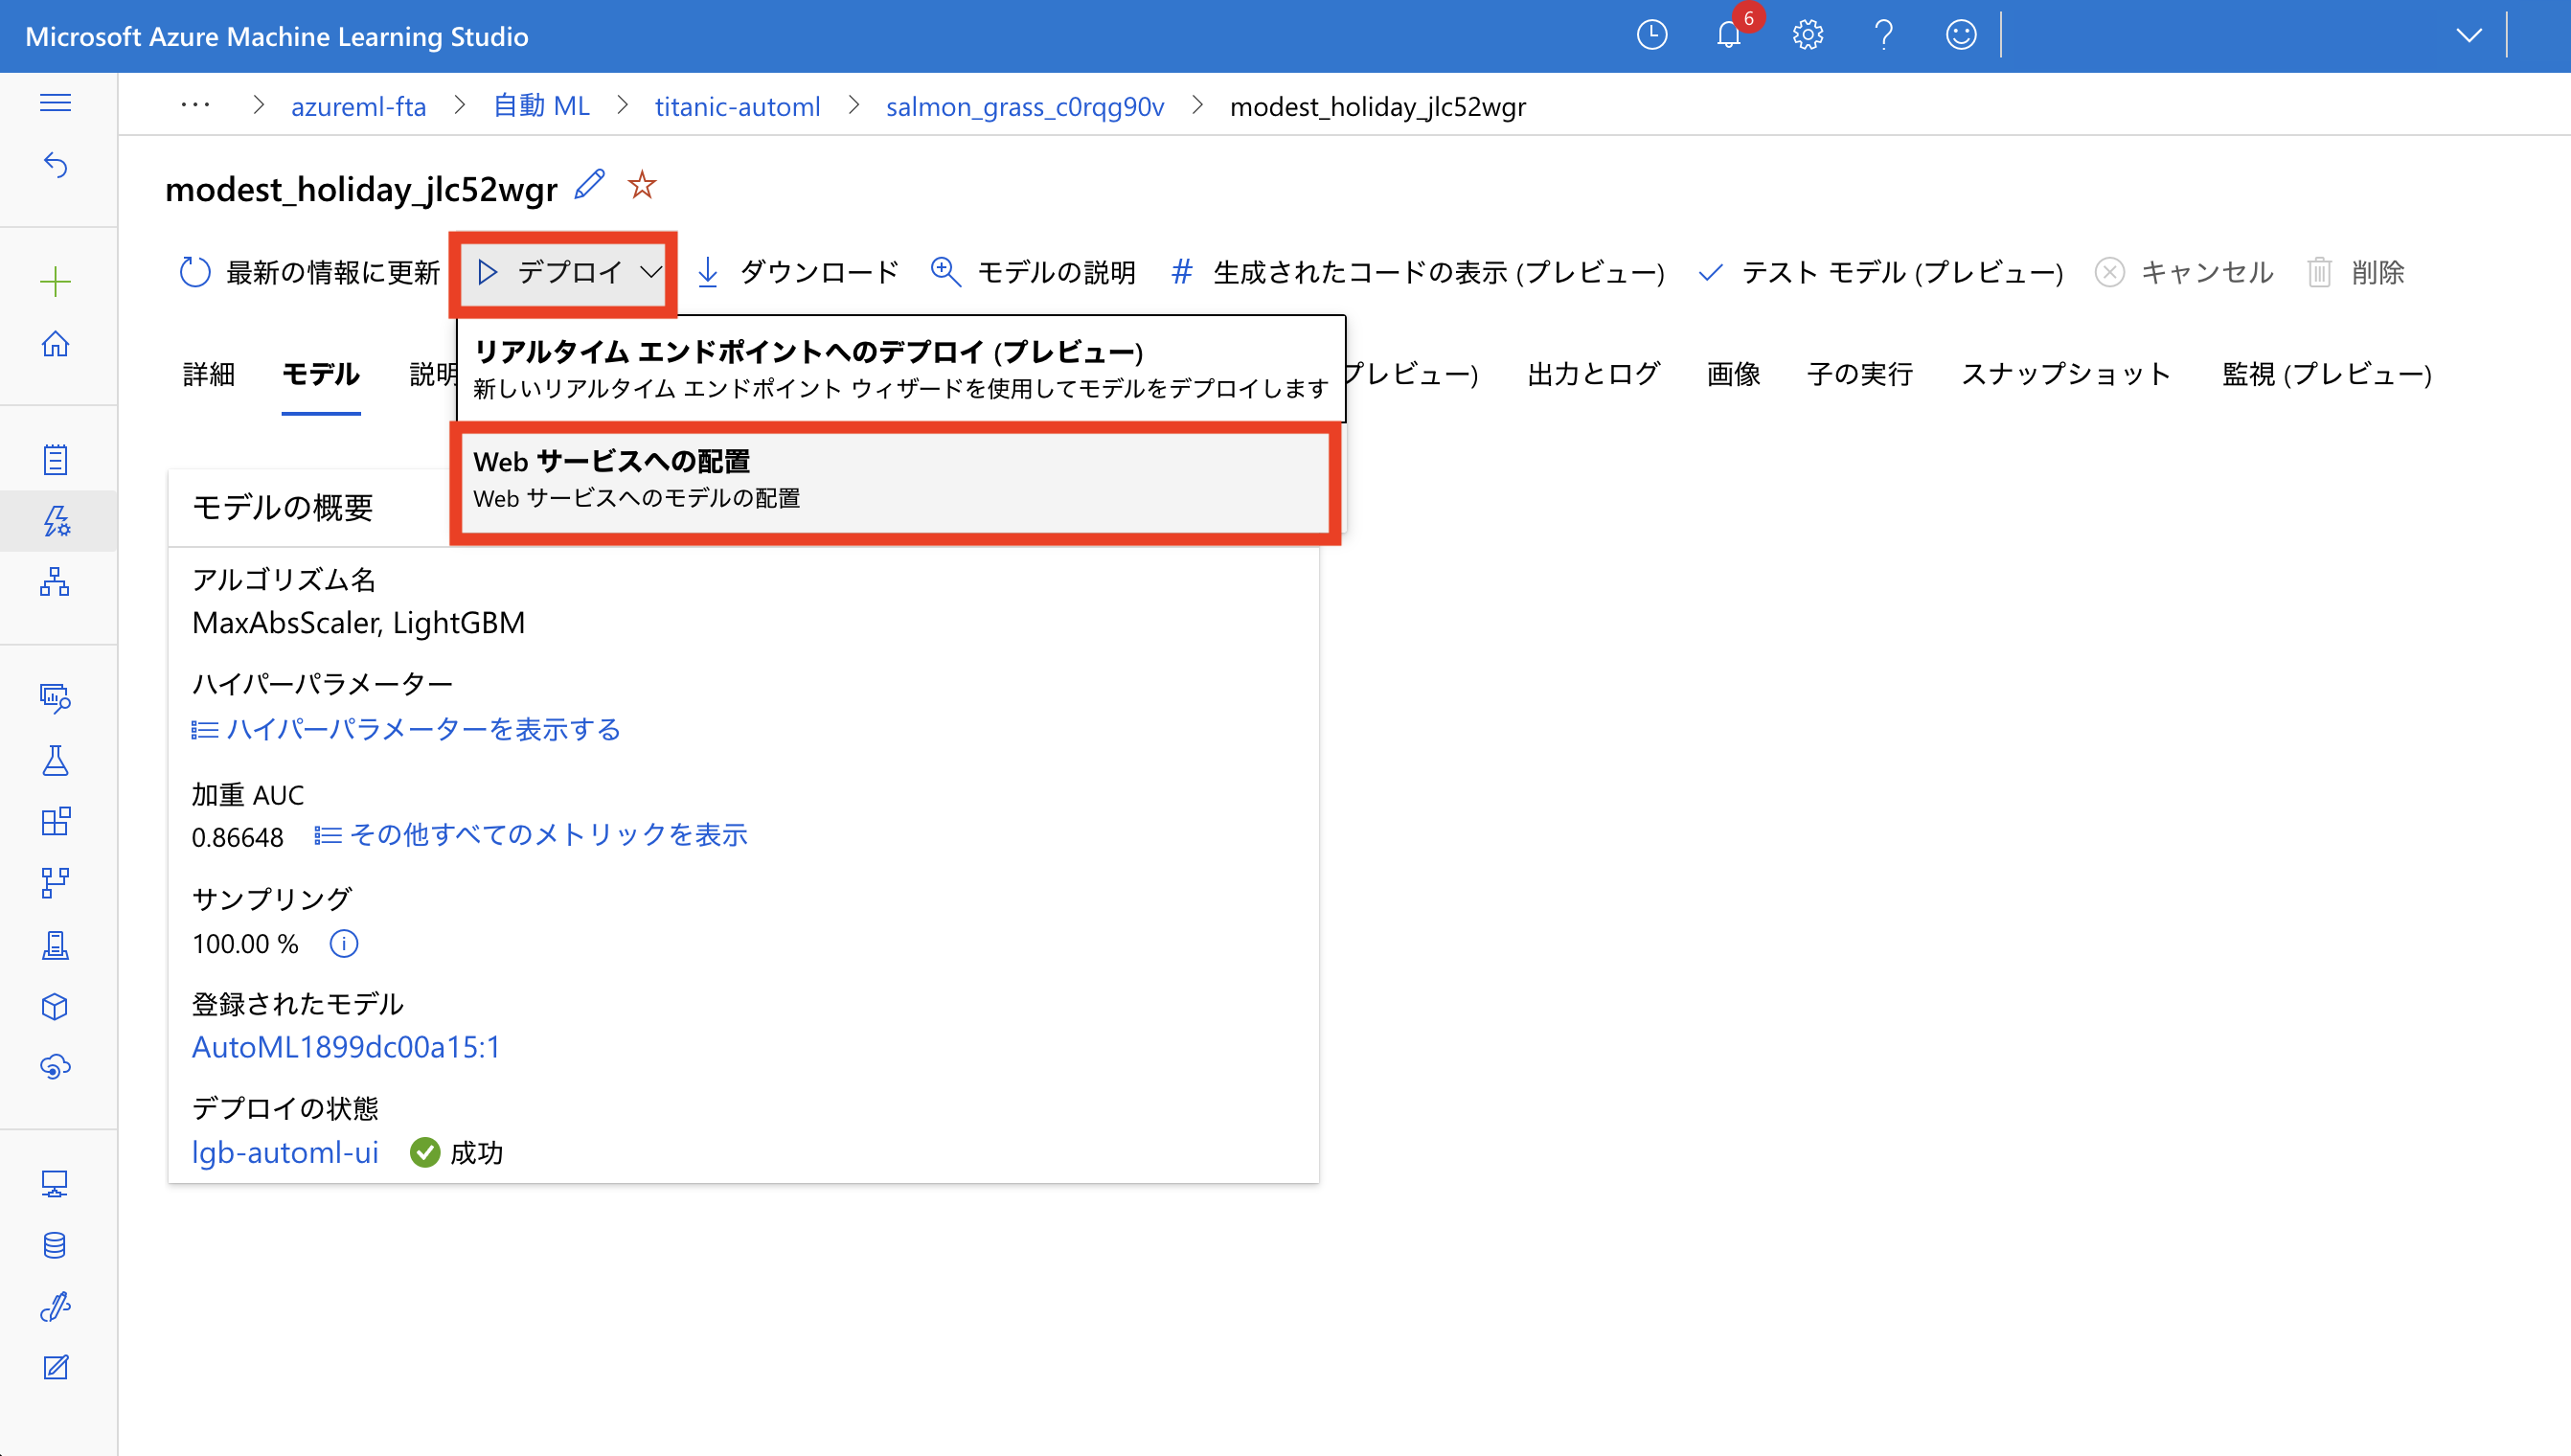 Microsoft Azure Machine Learning Studio
6
··· > azureml-fta > 自動 ML > titanic-automl > salmon_grass_c0rqg90v > modest_holiday_jlc52wgr
modest_holiday_jlc52wgr
最新の情報に更新 デプロイ ダウンロード モデルの説明 # 生成されたコードの表示 (プレビュー) テスト モデル (プレビュー) キャンセル 削除
リアルタイム エンドポイントへのデプロイ (プレビュー)
新しいリアルタイム エンドポイント ウィザードを使用してモデルをデプロイします
詳細 モデル 説明 プレビュー) 出力とログ 画像 子の実行 スナップショット 監視 (プレビュー)
Web サービスへの配置
Web サービスへのモデルの配置
モデルの概要
アルゴリズム名
MaxAbsScaler, LightGBM
ハイパーパラメーター
ハイパーパラメーターを表示する
加重 AUC
0.86648 その他すべてのメトリックを表示
サンプリング
100.00 %
登録されたモデル
AutoML1899dc00a15:1
デプロイの状態
lgb-automl-ui 成功